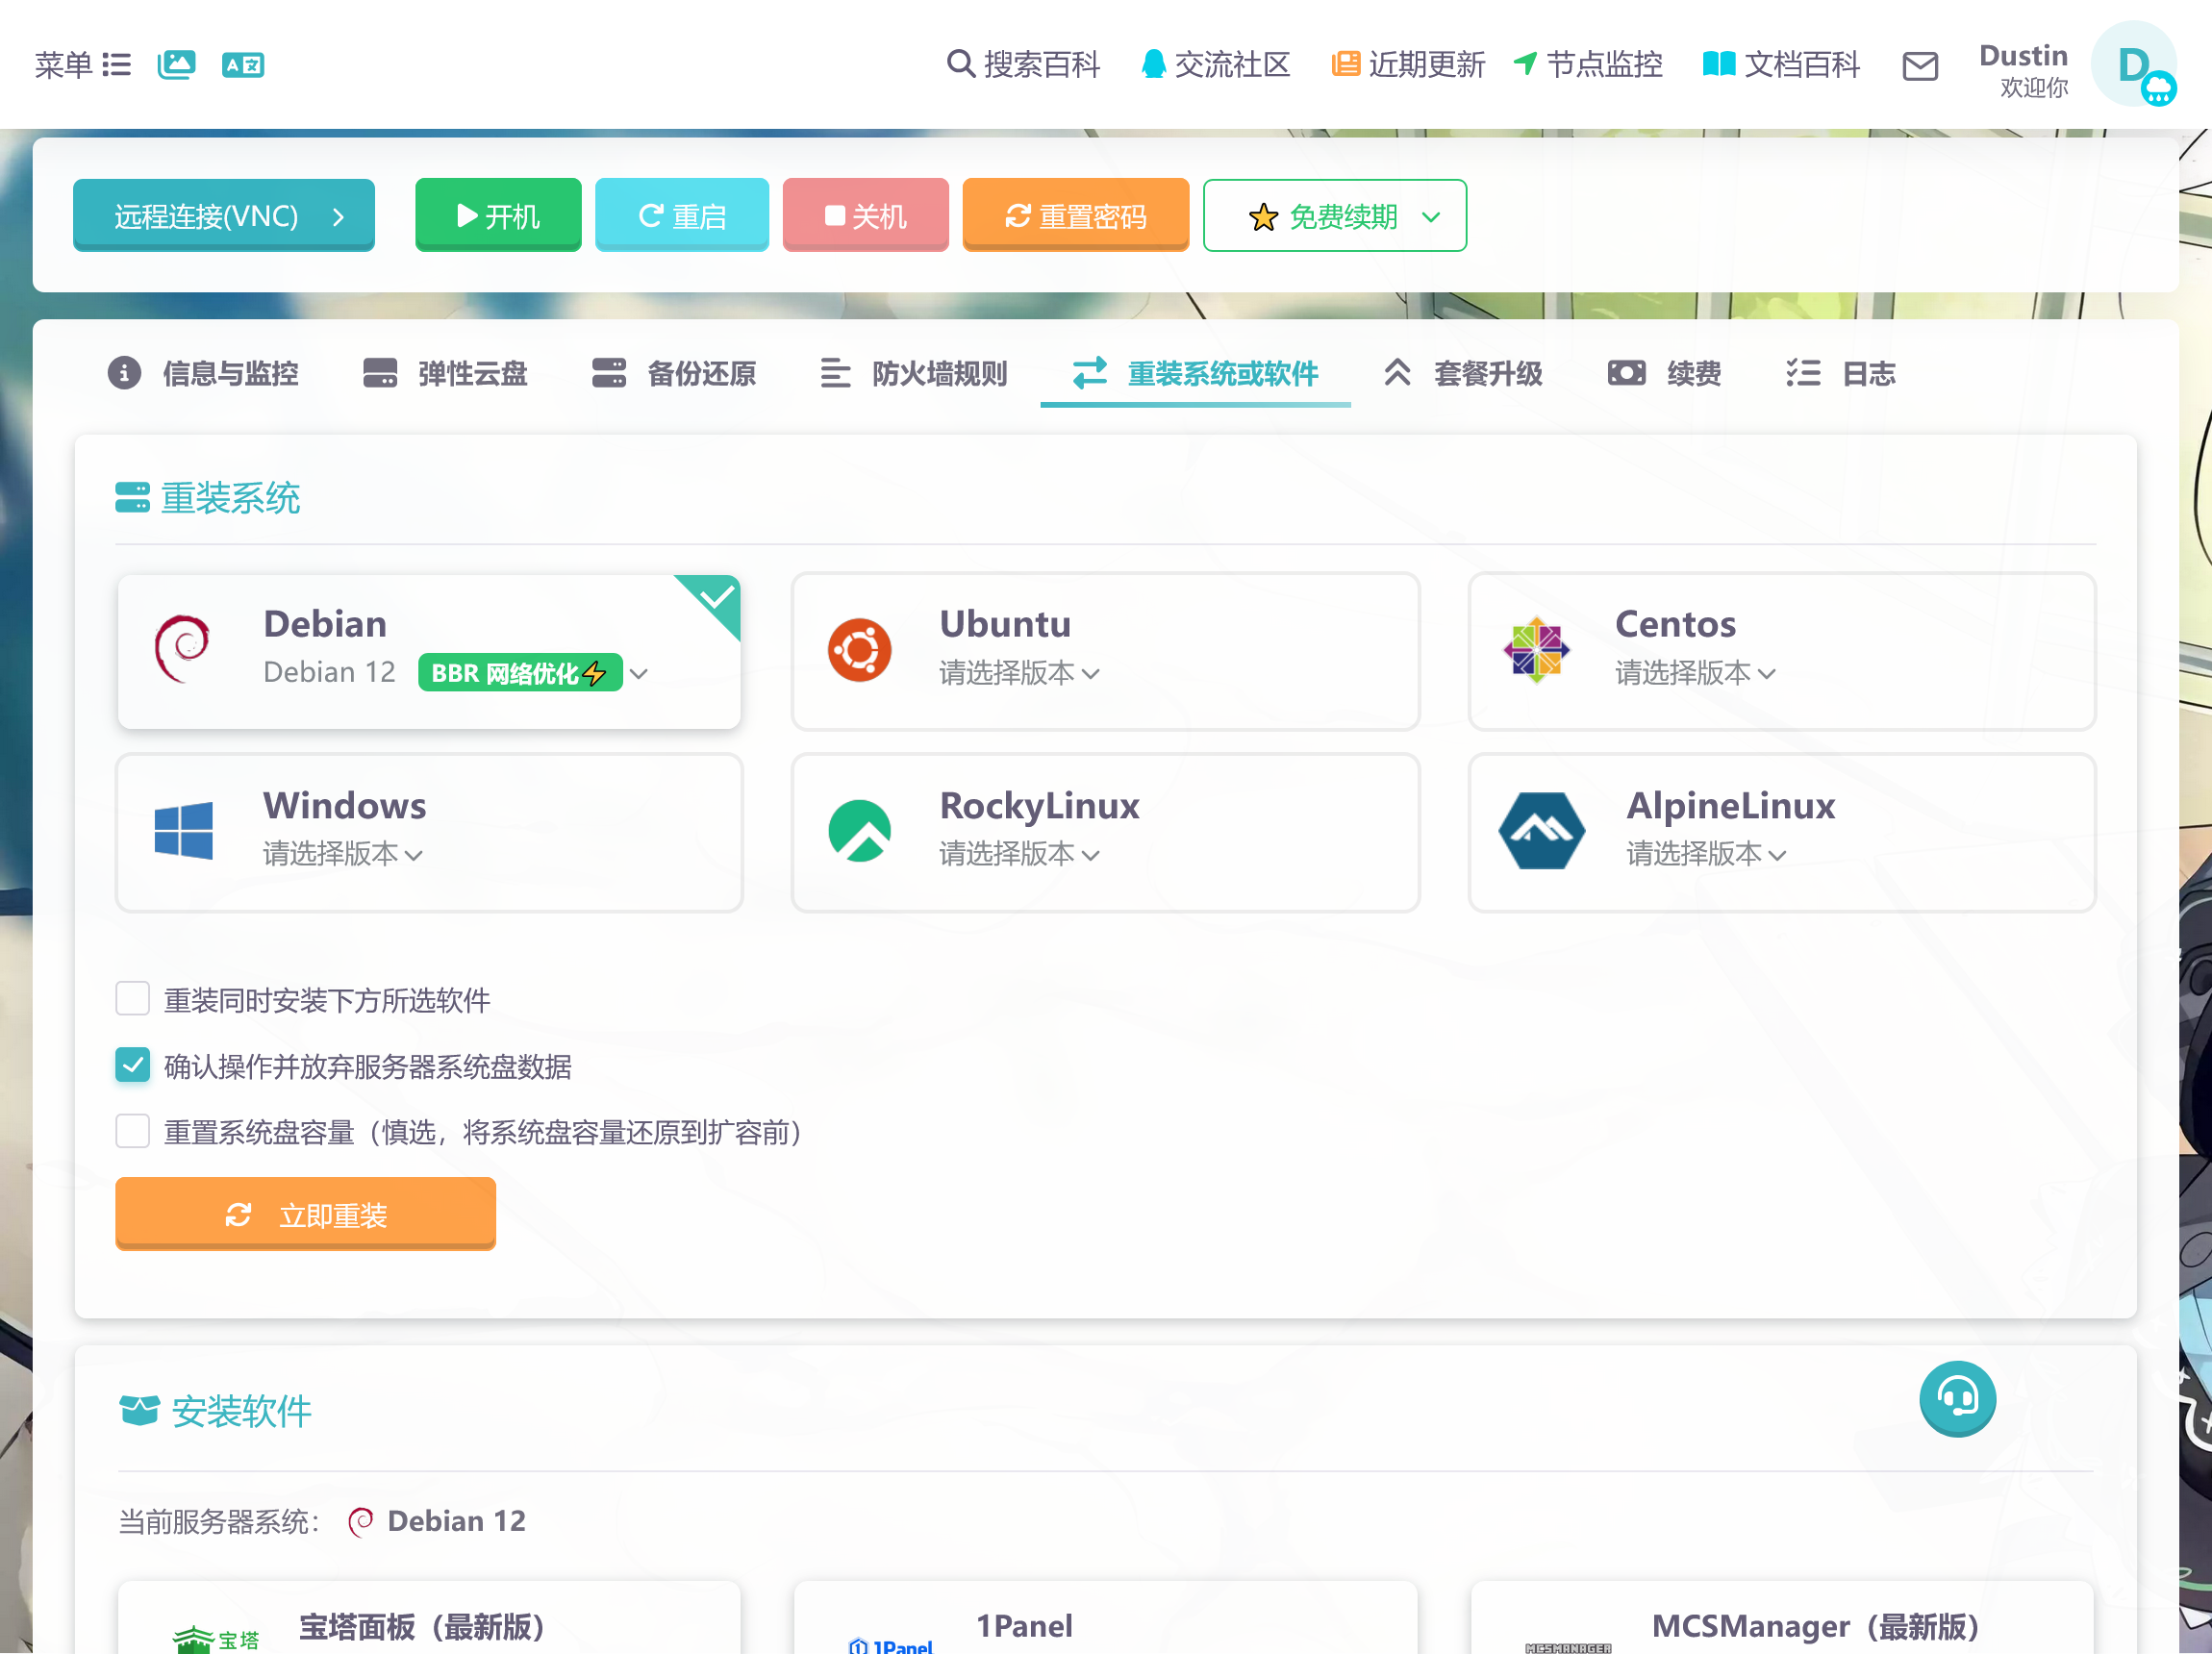 菜单 搜索百科 交流社区 近期更新 节点监控 文档百科 Dustin
欢迎你
D
远程连接(VNC) 开机 重启 关机 重置密码 免费续期
信息与监控 弹性云盘 备份还原 防火墙规则 重装系统或软件 套餐升级 续费 日志
重装系统
Debian
Debian 12 BBR 网络优化⚡
Ubuntu
请选择版本
Centos
请选择版本
Windows
请选择版本
RockyLinux
请选择版本
AlpineLinux
请选择版本
重装同时安装下方所选软件
确认操作并放弃服务器系统盘数据
重置系统盘容量（慎选，将系统盘容量还原到扩容前）
立即重装
安装软件
当前服务器系统： Debian 12
宝塔 宝塔面板（最新版）
1Panel
1Panel
MCSManager（最新版）
MCSMANAGER